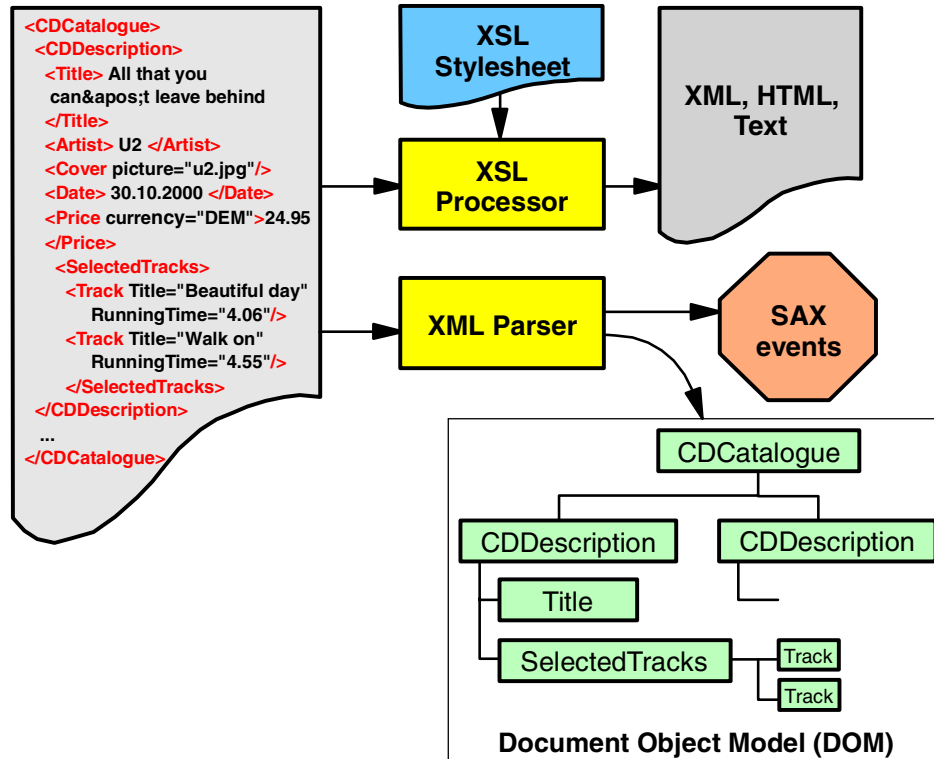 <CDCatalogue>
<CDDescription>
<Title> All that you
can&apos;t leave behind
</Title>
<Artist> U2 </Artist>
<Cover picture="u2.jpg"/>
<Date> 30.10.2000 </Date>
<Price currency="DEM">24.95
</Price>
<SelectedTracks>
<Track Title="Beautiful day"
RunningTime="4.06"/>
<Track Title="Walk on"
RunningTime="4.55"/>
</SelectedTracks>
</CDDescription>
...
</CDCatalogue>
XSL
Stylesheet
XSL
Processor
XML, HTML,
Text
XML Parser
SAX
events
CDCatalogue
CDDescription
CDDescription
Title
SelectedTracks
Track
Track
Document Object Model (DOM)